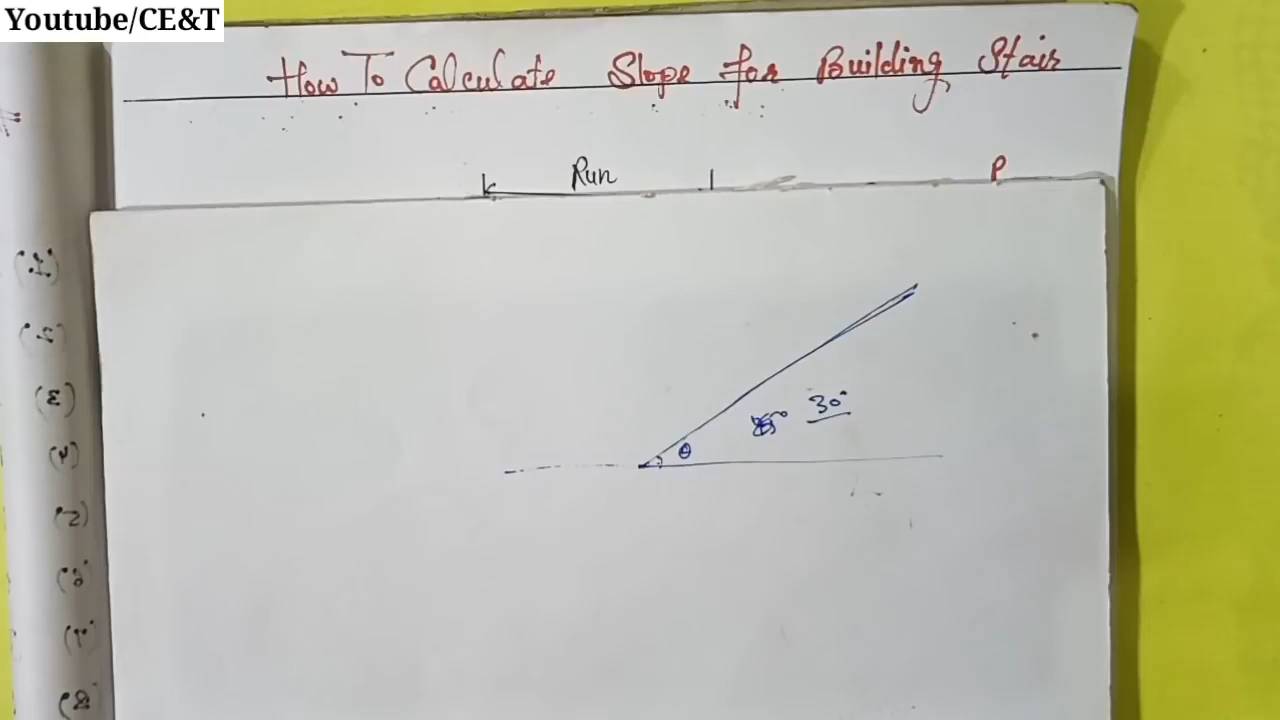 Youtube/CE&T
How To Calculate Slope for Building Stair
Run
P
30°
θ